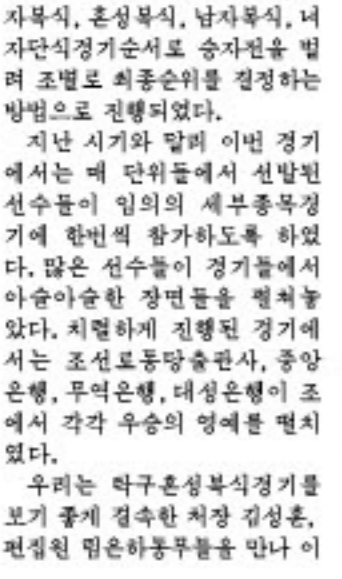 자복식, 혼성복식, 남자복식, 녀
자단식경기순서로 승자전을 벌
려 조별로 최종순위를 결정하는
방법으로 진행되었다.
지난 시기와 달리 이번 경기
에서는 매 단위들에서 선발된
선수들이 임의의 세부종목경
기에 한번씩 참가하도록 하였
다. 많은 선수들이 경기들에서
아슬아슬한 장면들을 펼쳐놓
았다. 치렬하게 진행된 경기에
서는 조선로동당출판사, 중앙
은행, 무역은행, 대성은행이 조
에서 각각 우승의 영예를 떨치
였다.
우리는 탁구혼성복식경기를
보기 좋게 결속한 처장 김성훈,
편집원 림은하동무들을 만나 이